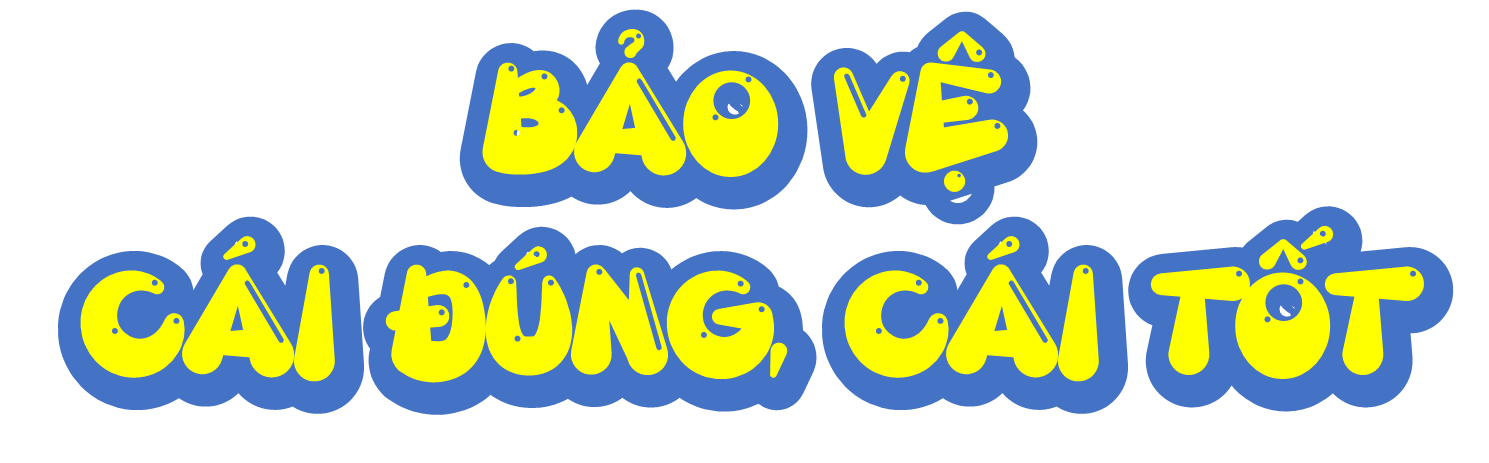 BẢO VỆ
CÁI ĐÚNG, CÁI TỐT